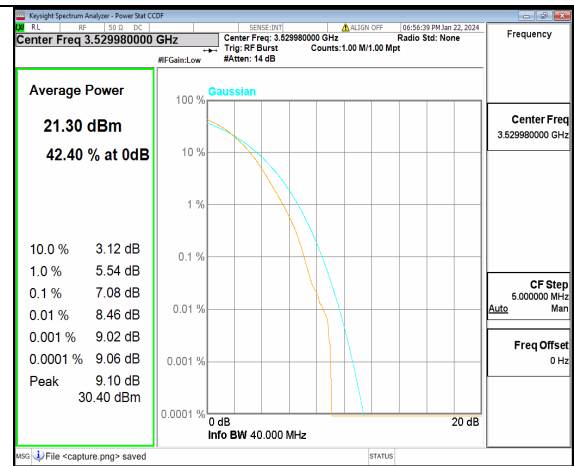 Keysight Spectrum Analyzer - Power Stat CCDF
RL RF 50 Ω DC SENSE:INT ALIGN OFF 06:56:39 PM Jan 22, 2024
Center Freq 3.529980000 GHz
Center Freq: 3.529980000 GHz Radio Std: None
Trig: RF Burst Counts:1.00 M/1.00 Mpt
#IFGain:Low #Atten: 14 dB
Frequency
Average Power
21.30 dBm
42.40 % at 0dB
10.0 % 3.12 dB
1.0 % 5.54 dB
0.1 % 7.08 dB
0.01 % 8.46 dB
0.001 % 9.02 dB
0.0001 % 9.06 dB
Peak 9.10 dB
30.40 dBm
Gaussian
100 %
10 %
1 %
0.1 %
0.01 %
0.001 %
0.0001 %
0 dB 20 dB
Info BW 40.000 MHz
Center Freq
3.529980000 GHz
CF Step
5.000000 MHz
Auto Man
Freq Offset
0 Hz
MSG File <capture.png> saved STATUS